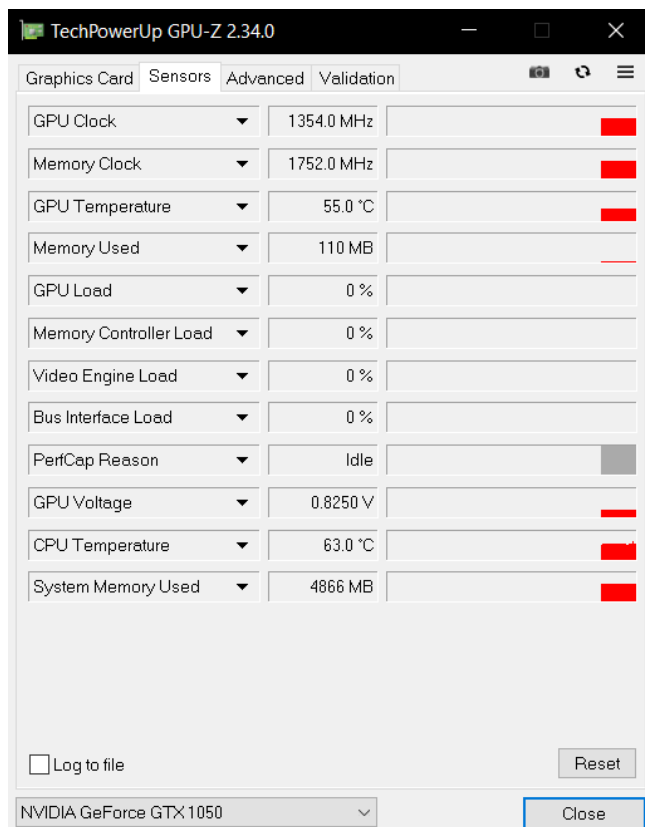 TechPowerUp GPU-Z 2.34.0
Graphics Card Sensors Advanced Validation
GPU Clock 1354.0 MHz
Memory Clock 1752.0 MHz
GPU Temperature 55.0 °C
Memory Used 110 MB
GPU Load 0 %
Memory Controller Load 0 %
Video Engine Load 0 %
Bus Interface Load 0 %
PerfCap Reason Idle
GPU Voltage 0.8250 V
CPU Temperature 63.0 °C
System Memory Used 4866 MB
Log to file Reset
NVIDIA GeForce GTX 1050 Close